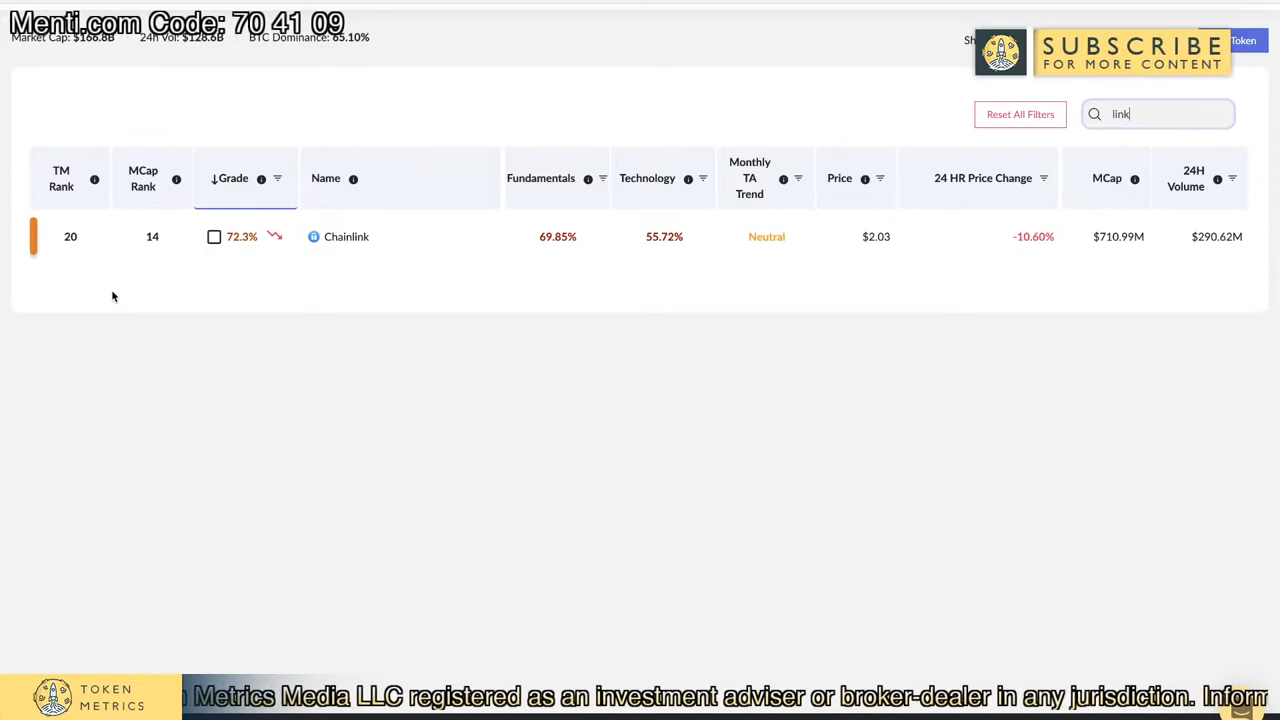 Menti.com Code: 70 41 09
Market Cap: $166.8B 24h Vol: $128.6B BTC Dominance: 65.10%
Sh
Token
SUBSCRIBE
FOR MORE CONTENT
Reset All Filters
link
TM Rank
MCap Rank
↓Grade
Name
Fundamentals
Technology
Monthly TA Trend
Price
24 HR Price Change
MCap
24H Volume
20 14 72.3% Chainlink 69.85% 55.72% Neutral $2.03 -10.60% $710.99M $290.62M
TOKEN
METRICS
Metrics Media LLC registered as an investment adviser or broker-dealer in any jurisdiction. Inform